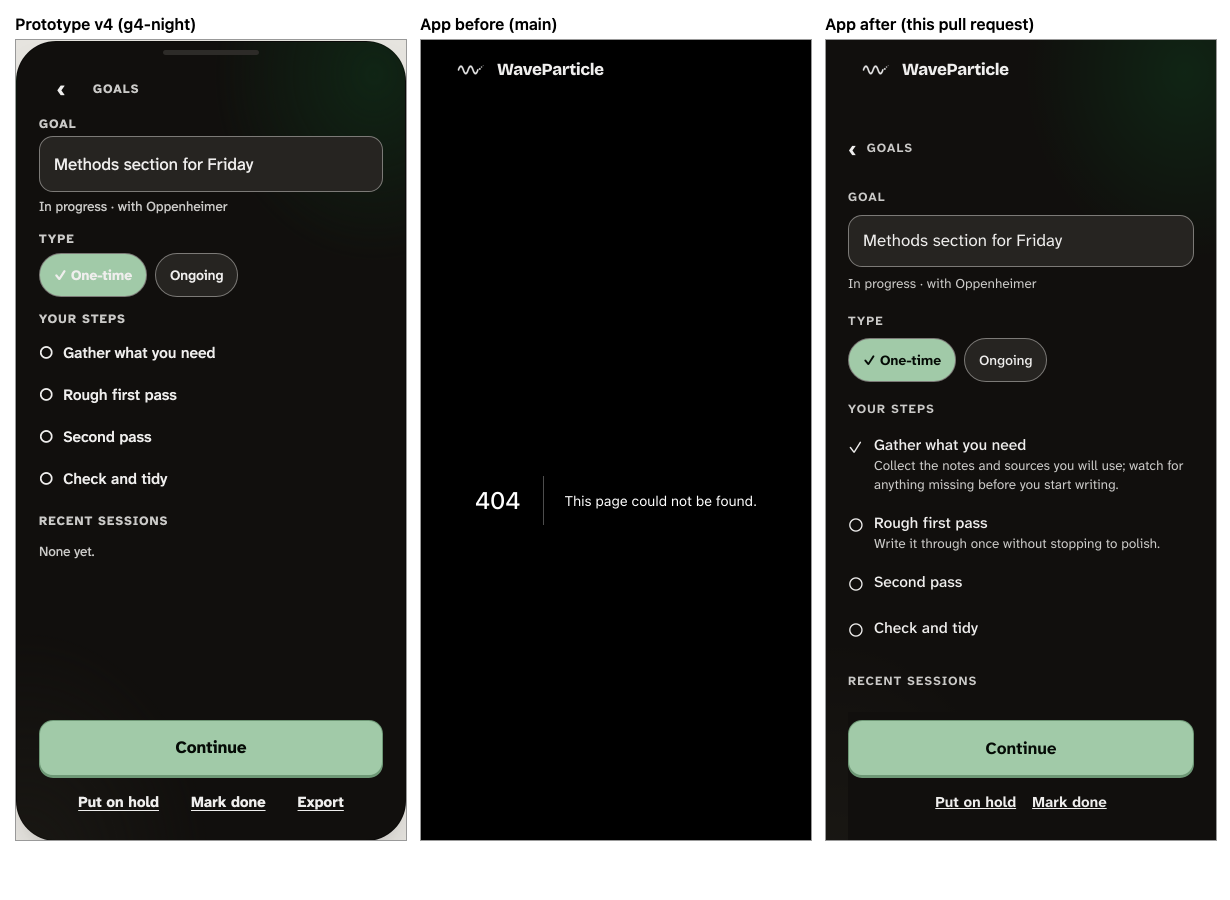 Prototype v4 (g4-night)
GOALS
GOAL
Methods section for Friday
In progress · with Oppenheimer
TYPE
✓ One-time
Ongoing
YOUR STEPS
Gather what you need
Rough first pass
Second pass
Check and tidy
RECENT SESSIONS
None yet.
Continue
Put on hold
Mark done
Export
App before (main)
WaveParticle
404
This page could not be found.
App after (this pull request)
WaveParticle
GOALS
GOAL
Methods section for Friday
In progress · with Oppenheimer
TYPE
✓ One-time
Ongoing
YOUR STEPS
Gather what you need
Collect the notes and sources you will use; watch for
anything missing before you start writing.
Rough first pass
Write it through once without stopping to polish.
Second pass
Check and tidy
RECENT SESSIONS
Continue
Put on hold
Mark done